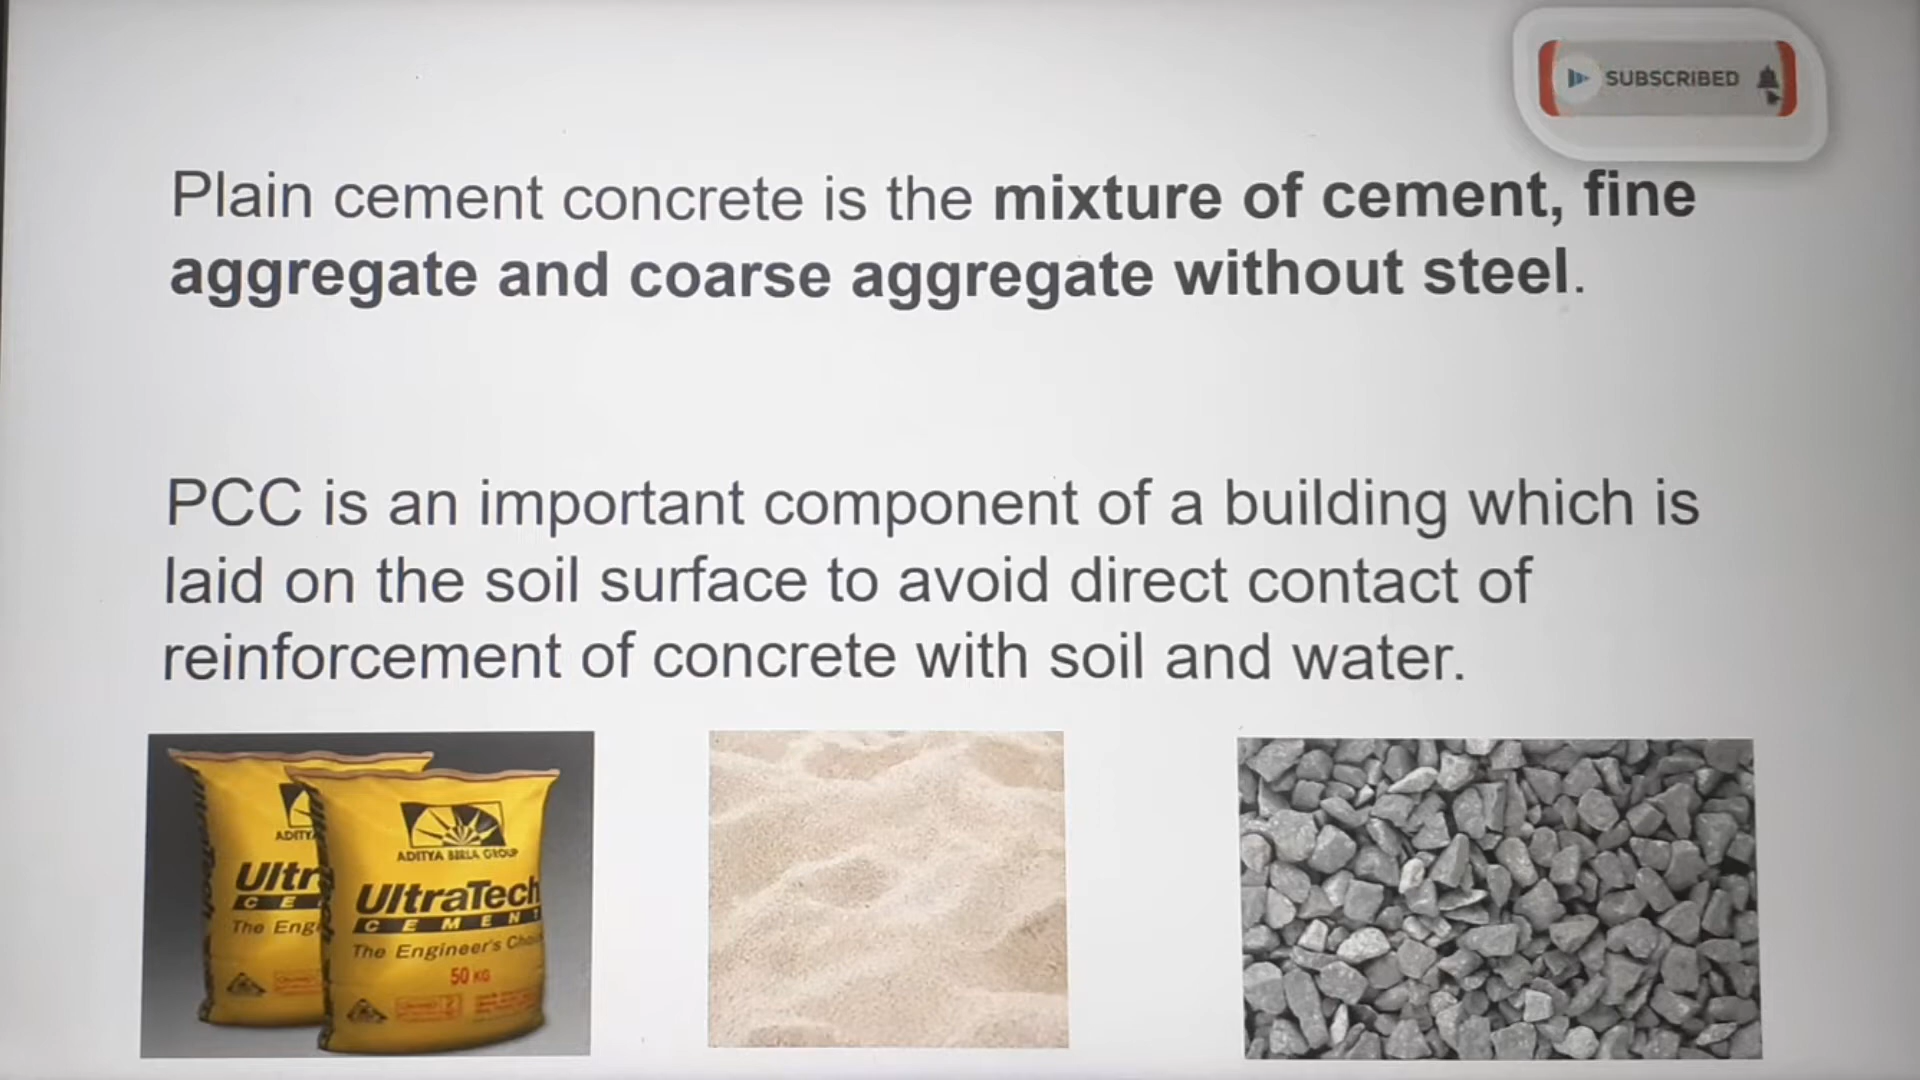 SUBSCRIBED
Plain cement concrete is the mixture of cement, fine
aggregate and coarse aggregate without steel.
PCC is an important component of a building which is
laid on the soil surface to avoid direct contact of
reinforcement of concrete with soil and water.
ADITYA BIRLA GROUP
UltraTech
CEMENT
The Engineer's
50 KG